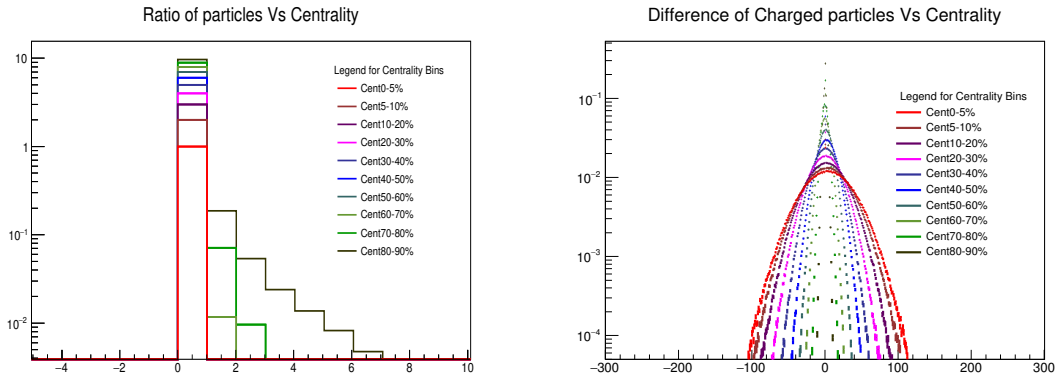 Ratio of particles Vs Centrality
10
1
10⁻¹
10⁻²
−4 −2 0 2 4 6 8 10
Legend for Centrality Bins
Cent0-5%
Cent5-10%
Cent10-20%
Cent20-30%
Cent30-40%
Cent40-50%
Cent50-60%
Cent60-70%
Cent70-80%
Cent80-90%
Difference of Charged particles Vs Centrality
10⁻¹
10⁻²
10⁻³
10⁻⁴
−300 −200 −100 0 100 200 300
Legend for Centrality Bins
Cent0-5%
Cent5-10%
Cent10-20%
Cent20-30%
Cent30-40%
Cent40-50%
Cent50-60%
Cent60-70%
Cent70-80%
Cent80-90%